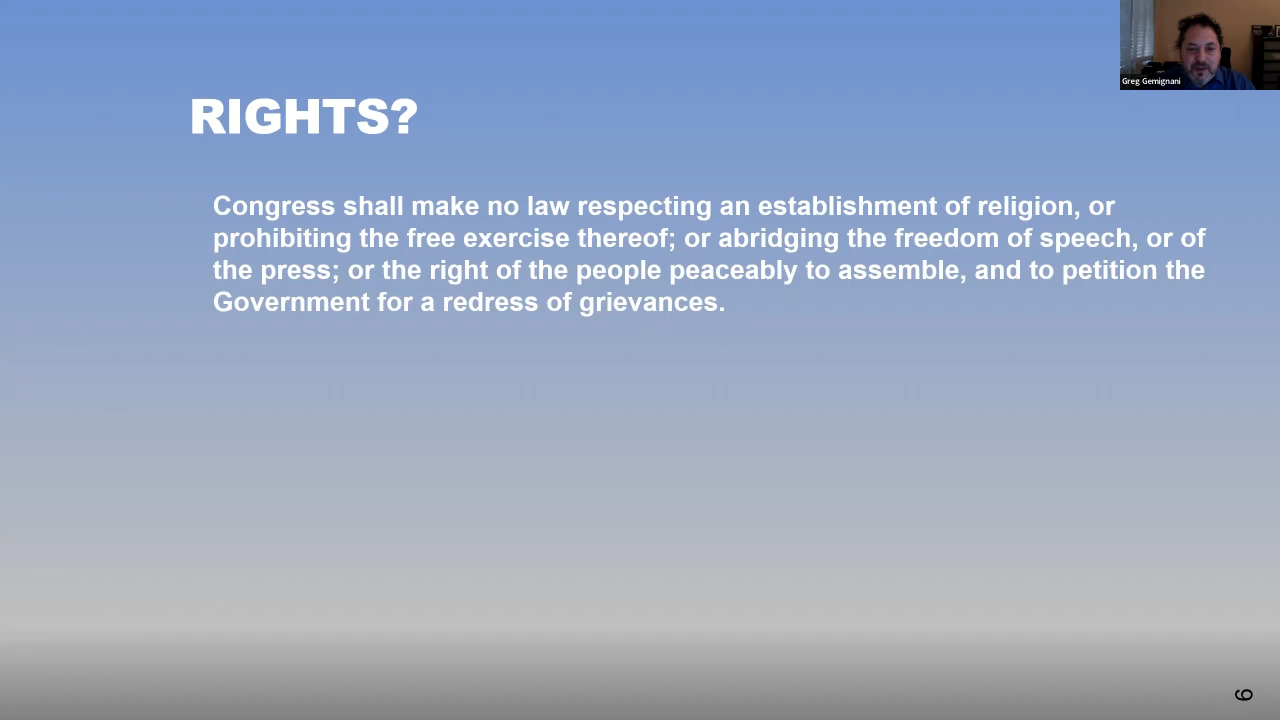 RIGHTS?
Congress shall make no law respecting an establishment of religion, or
prohibiting the free exercise thereof; or abridging the freedom of speech, or of
the press; or the right of the people peaceably to assemble, and to petition the
Government for a redress of grievances.
Greg Gemignani
6